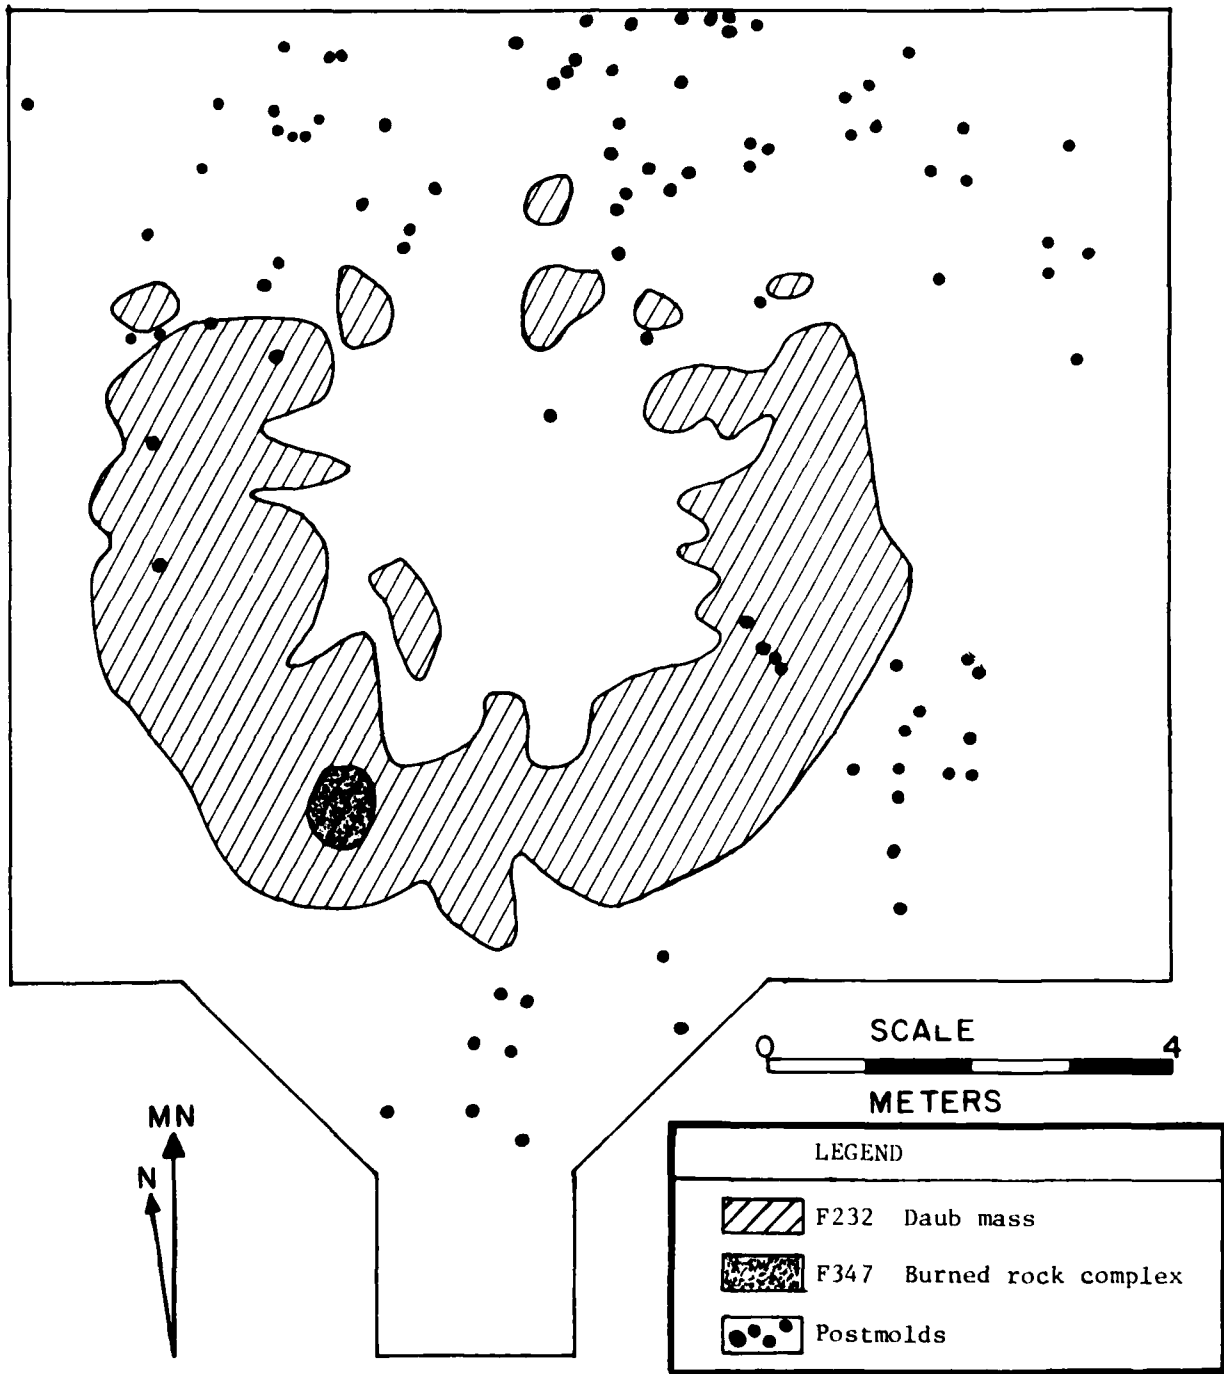 SCALE
0 4
METERS
MN
N
LEGEND
F232 Daub mass
F347 Burned rock complex
Postmolds